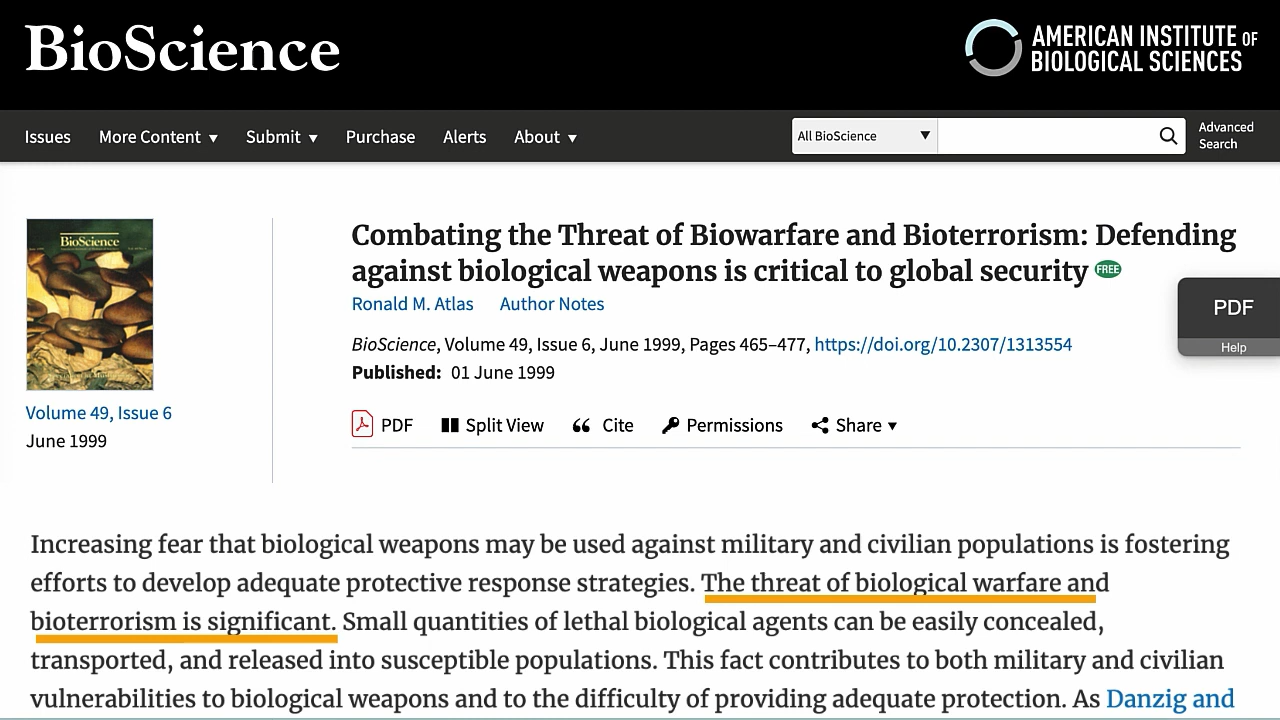 BioScience
AMERICAN INSTITUTE OF
BIOLOGICAL SCIENCES
Issues More Content ▼ Submit ▼ Purchase Alerts About ▼
All BioScience ▼
Advanced
Search
BioScience
Combating the Threat of Biowarfare and Bioterrorism: Defending
against biological weapons is critical to global security FREE
Ronald M. Atlas Author Notes
BioScience, Volume 49, Issue 6, June 1999, Pages 465–477, https://doi.org/10.2307/1313554
Published: 01 June 1999
PDF
Help
Volume 49, Issue 6
June 1999
PDF Split View Cite Permissions Share ▼
Increasing fear that biological weapons may be used against military and civilian populations is fostering
efforts to develop adequate protective response strategies. The threat of biological warfare and
bioterrorism is significant. Small quantities of lethal biological agents can be easily concealed,
transported, and released into susceptible populations. This fact contributes to both military and civilian
vulnerabilities to biological weapons and to the difficulty of providing adequate protection. As Danzig and